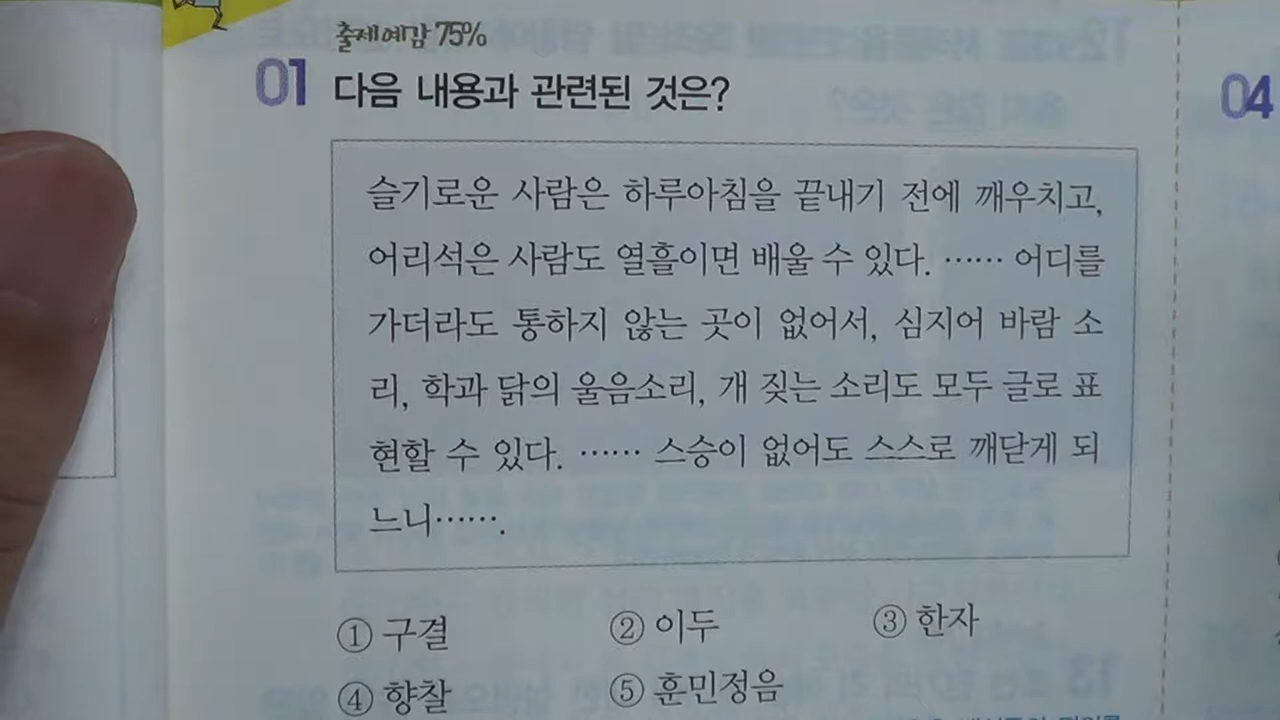 출제예감 75%
01 다음 내용과 관련된 것은?
슬기로운 사람은 하루아침을 끝내기 전에 깨우치고,
어리석은 사람도 열흘이면 배울 수 있다. …… 어디를
가더라도 통하지 않는 곳이 없어서, 심지어 바람 소
리, 학과 닭의 울음소리, 개 짖는 소리도 모두 글로 표
현할 수 있다. …… 스승이 없어도 스스로 깨닫게 되
느니…….
① 구결 ② 이두 ③ 한자
④ 향찰 ⑤ 훈민정음
04